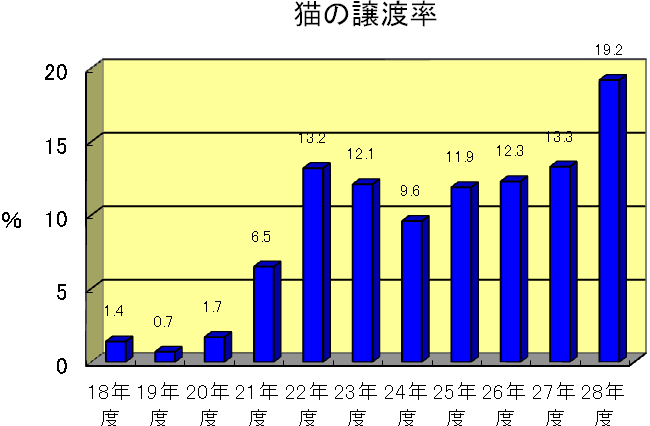 猫の譲渡率
%
20
15
10
5
0
1.4
0.7
1.7
6.5
13.2
12.1
9.6
11.9
12.3
13.3
19.2
18年度
19年度
20年度
21年度
22年度
23年度
24年度
25年度
26年度
27年度
28年度